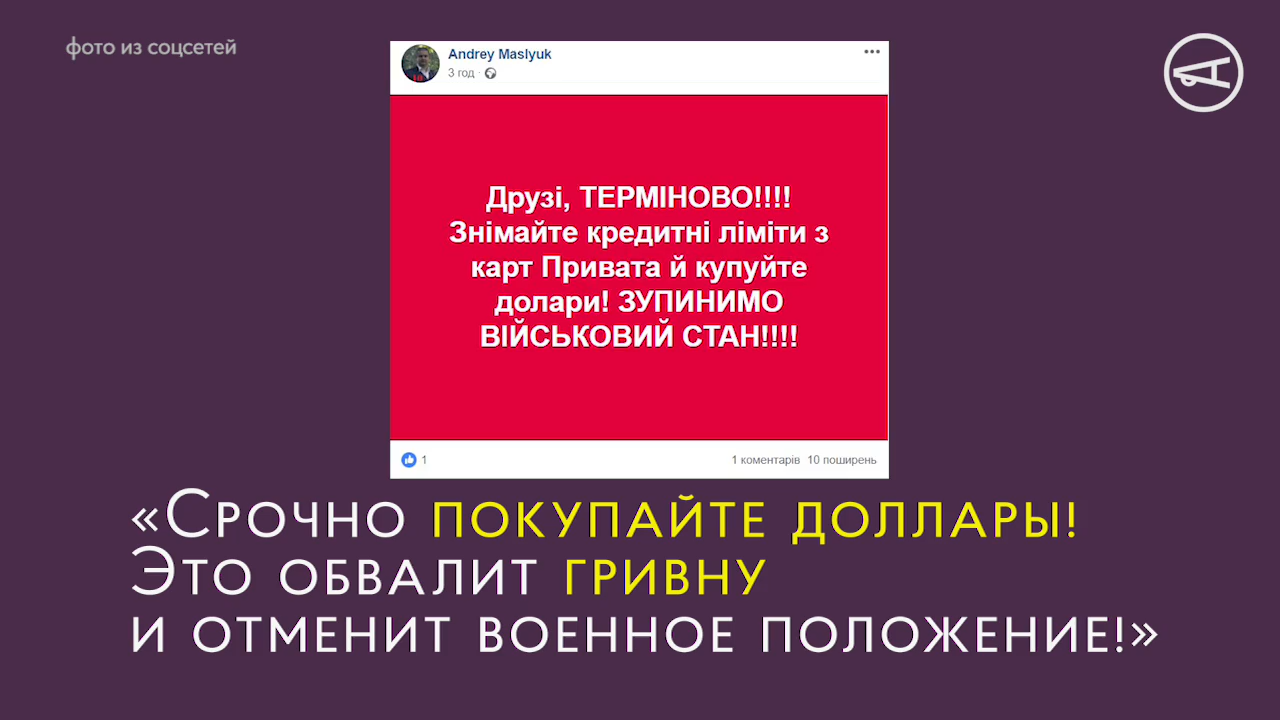 фото из соцсетей
Andrey Maslyuk
3 год ·
Друзі, ТЕРМІНОВО!!!!
Знімайте кредитні ліміти з
карт Привата й купуйте
долари! ЗУПИНИМО
ВІЙСЬКОВИЙ СТАН!!!!
1
1 коментарів 10 поширень
«Срочно покупайте доллары!
Это обвалит гривну
и отменит военное положение!»